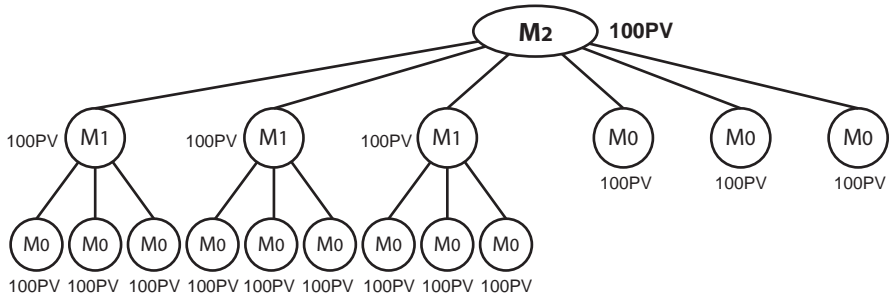 M2 100PV
100PV M1 100PV M1 100PV M1 M0 M0 M0
100PV 100PV 100PV
M0 M0 M0 M0 M0 M0 M0 M0 M0
100PV 100PV 100PV 100PV 100PV 100PV 100PV 100PV 100PV